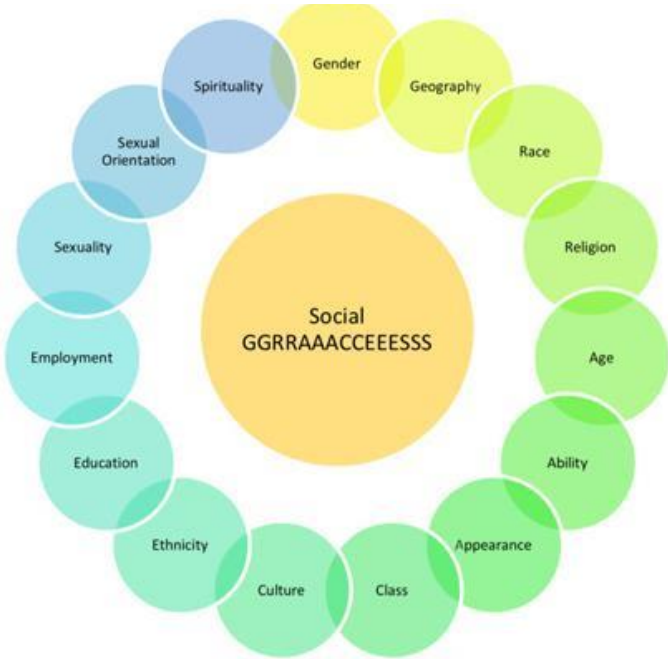 Gender
Geography
Race
Religion
Age
Ability
Appearance
Class
Culture
Ethnicity
Education
Employment
Sexuality
Sexual
Orientation
Spirituality
Social
GGRRAAACCEEESSS